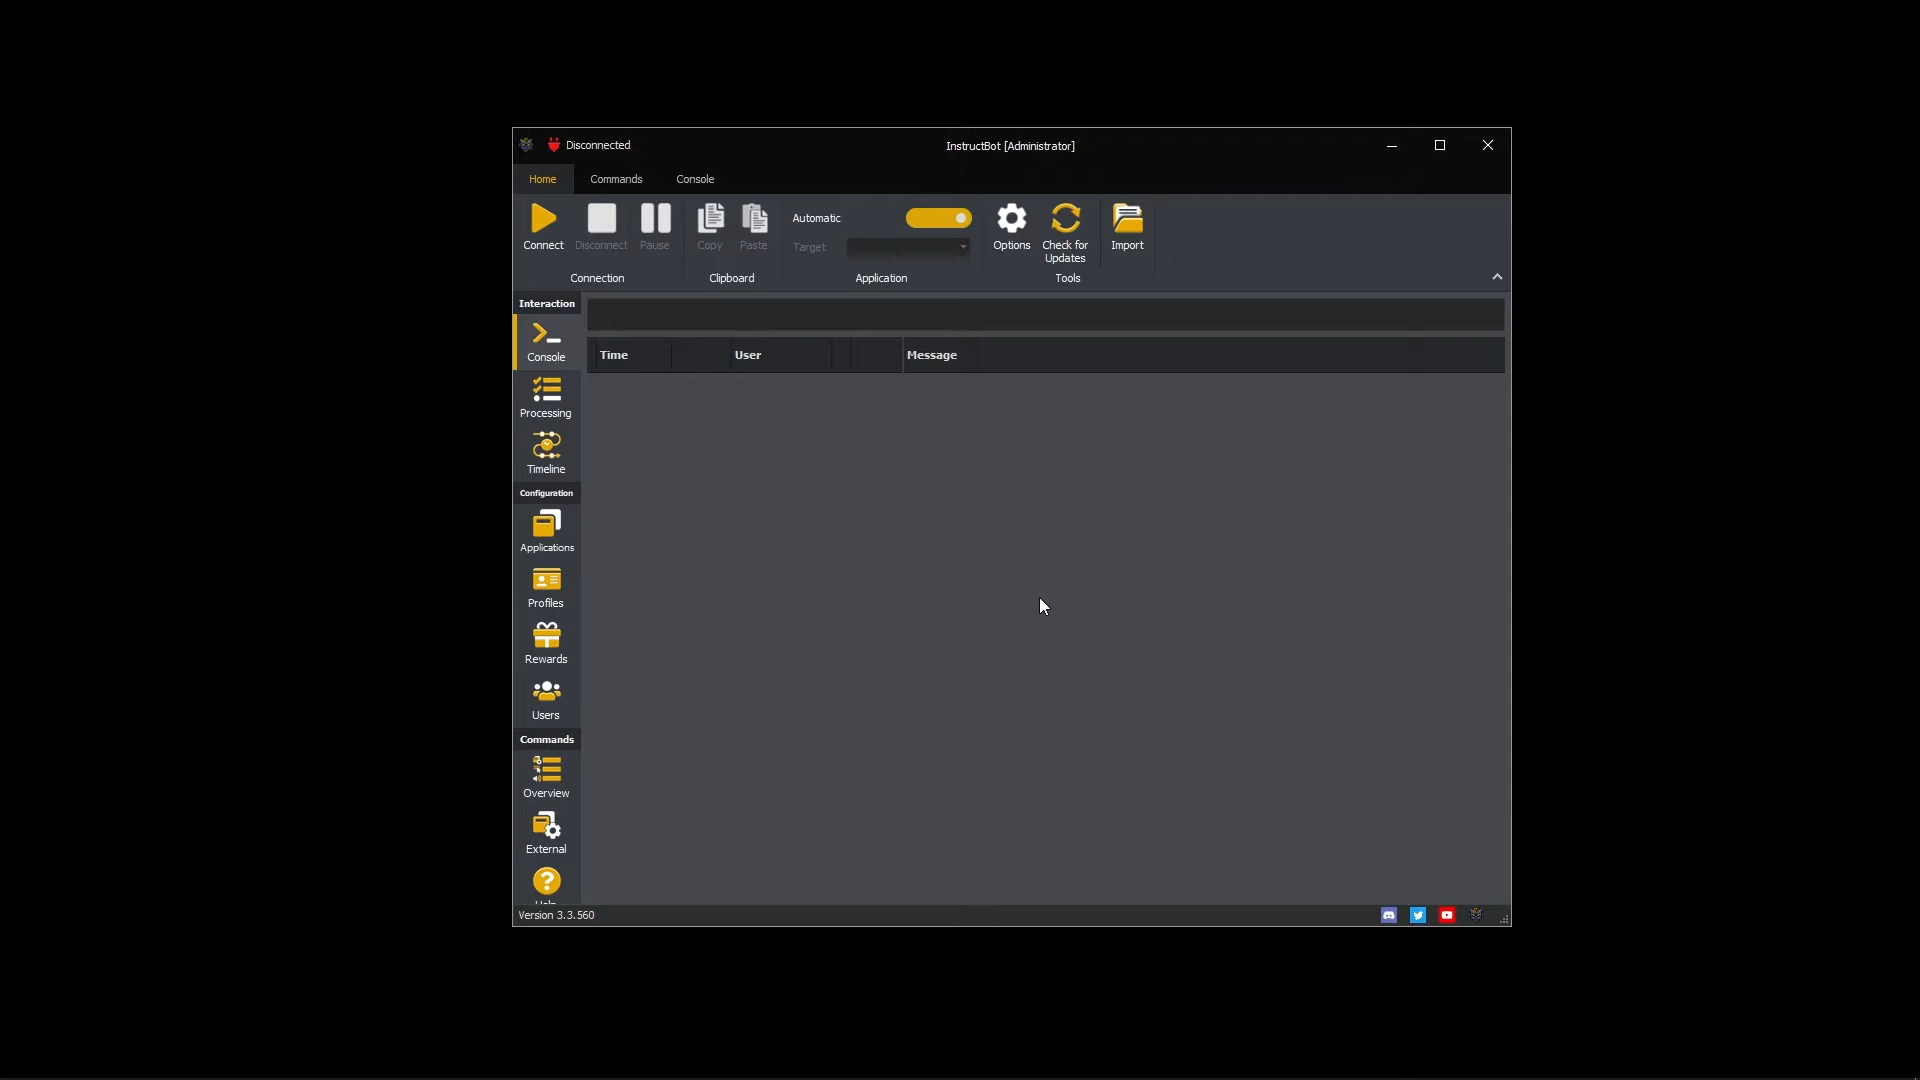 Disconnected
InstructBot [Administrator]
Home
Commands
Console
Connect
Disconnect
Pause
Copy
Paste
Automatic
Target
Options
Check for
Updates
Import
Connection
Clipboard
Application
Tools
Interaction
Console
Processing
Timeline
Configuration
Applications
Profiles
Rewards
Users
Commands
Overview
External
Help
Time
User
Message
Version 3.3.560